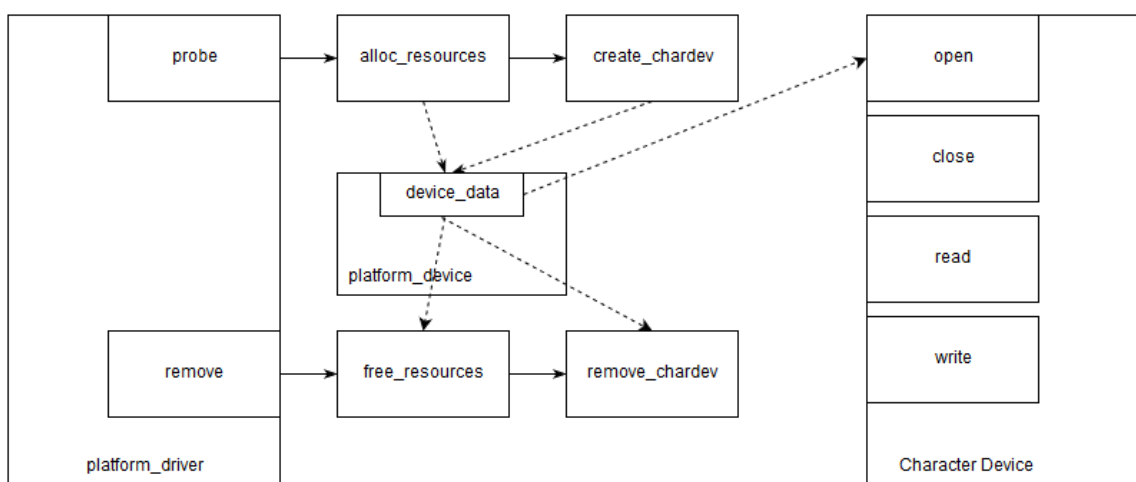 probe
alloc_resources
create_chardev
open
close
device_data
read
platform_device
write
remove
free_resources
remove_chardev
platform_driver
Character Device